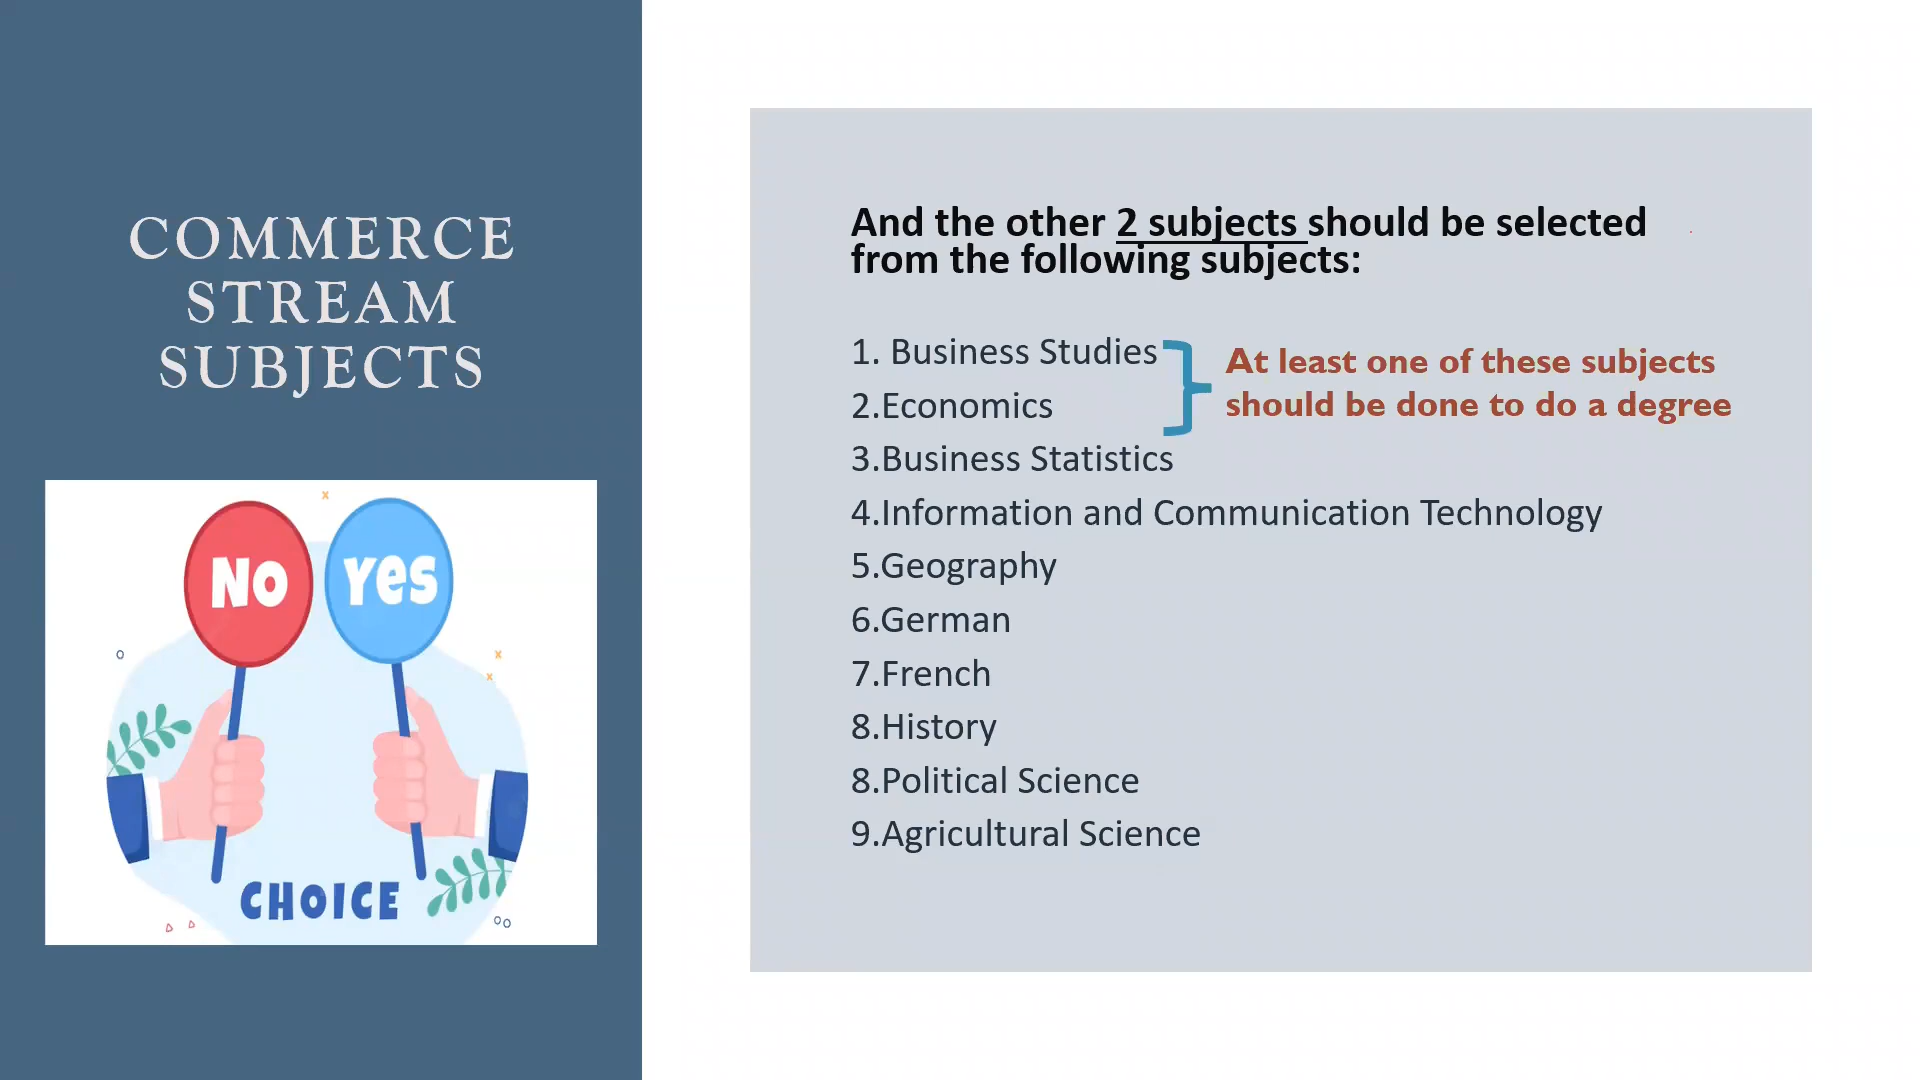 COMMERCE
STREAM
SUBJECTS
No Yes
CHOICE
And the other 2 subjects should be selected
from the following subjects:
1. Business Studies
2.Economics
At least one of these subjects
should be done to do a degree
3.Business Statistics
4.Information and Communication Technology
5.Geography
6.German
7.French
8.History
8.Political Science
9.Agricultural Science